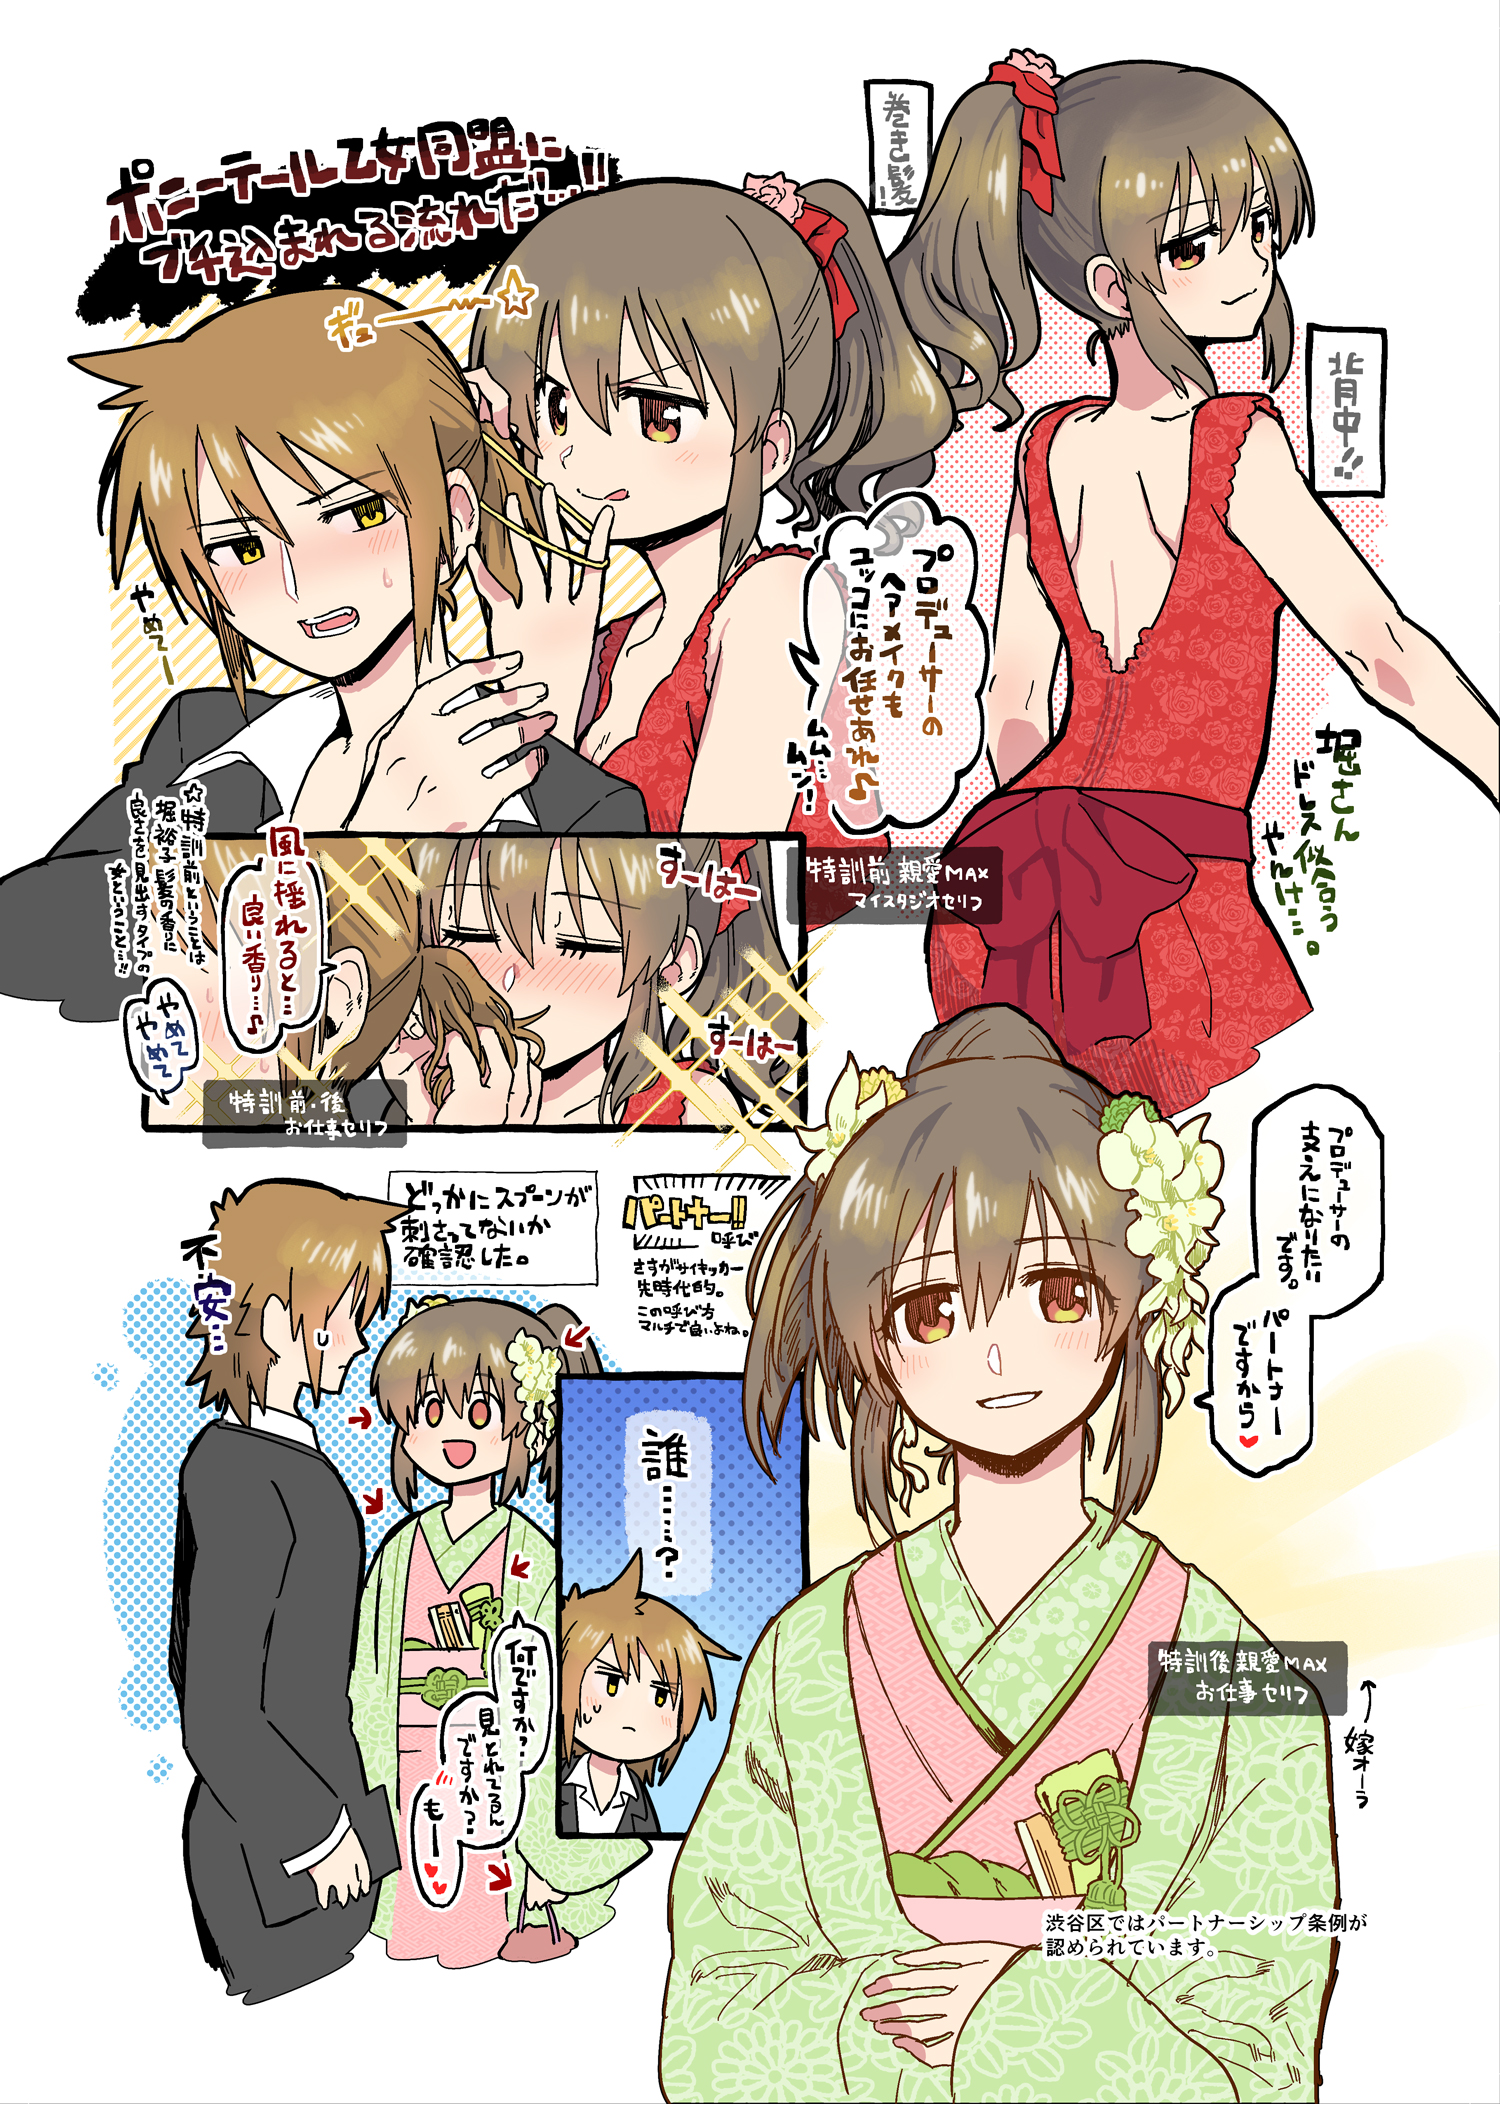 ポニーテール乙女同盟に
ブチ込まれる流れだ…!!
巻き髪!
背中!!
ギュ
やめてー
プロデューサーの
ヘアメイクも
ユッコにお任せあれ♪
ムムム…
ムン!
堀さん
ドレス似合う
やんけ…。
特訓前 親愛MAX
マイスタジオセリフ
☆特訓前ということは
堀裕子髪の香りに
良さを見出すタイプの
女ということ…!!
風に揺れると…
良い香り…♪
すーはー
すーはー
やめて
やめて
特訓前・後
お仕事セリフ
プロデューサーの
支えになりたい
です。
パートナー
ですから♥
パートナー!!
呼び
さすがサイキッカー
先時代的。
この呼び方
マルチで良いよね。
どっかにスプーンが
刺さってないか
確認した。
不安…
誰……?
何ですか?
見とれてるん
ですか?
もー
♥♥
特訓後 親愛MAX
お仕事セリフ
↑嫁オーラ
渋谷区ではパートナーシップ条例が
認められています。